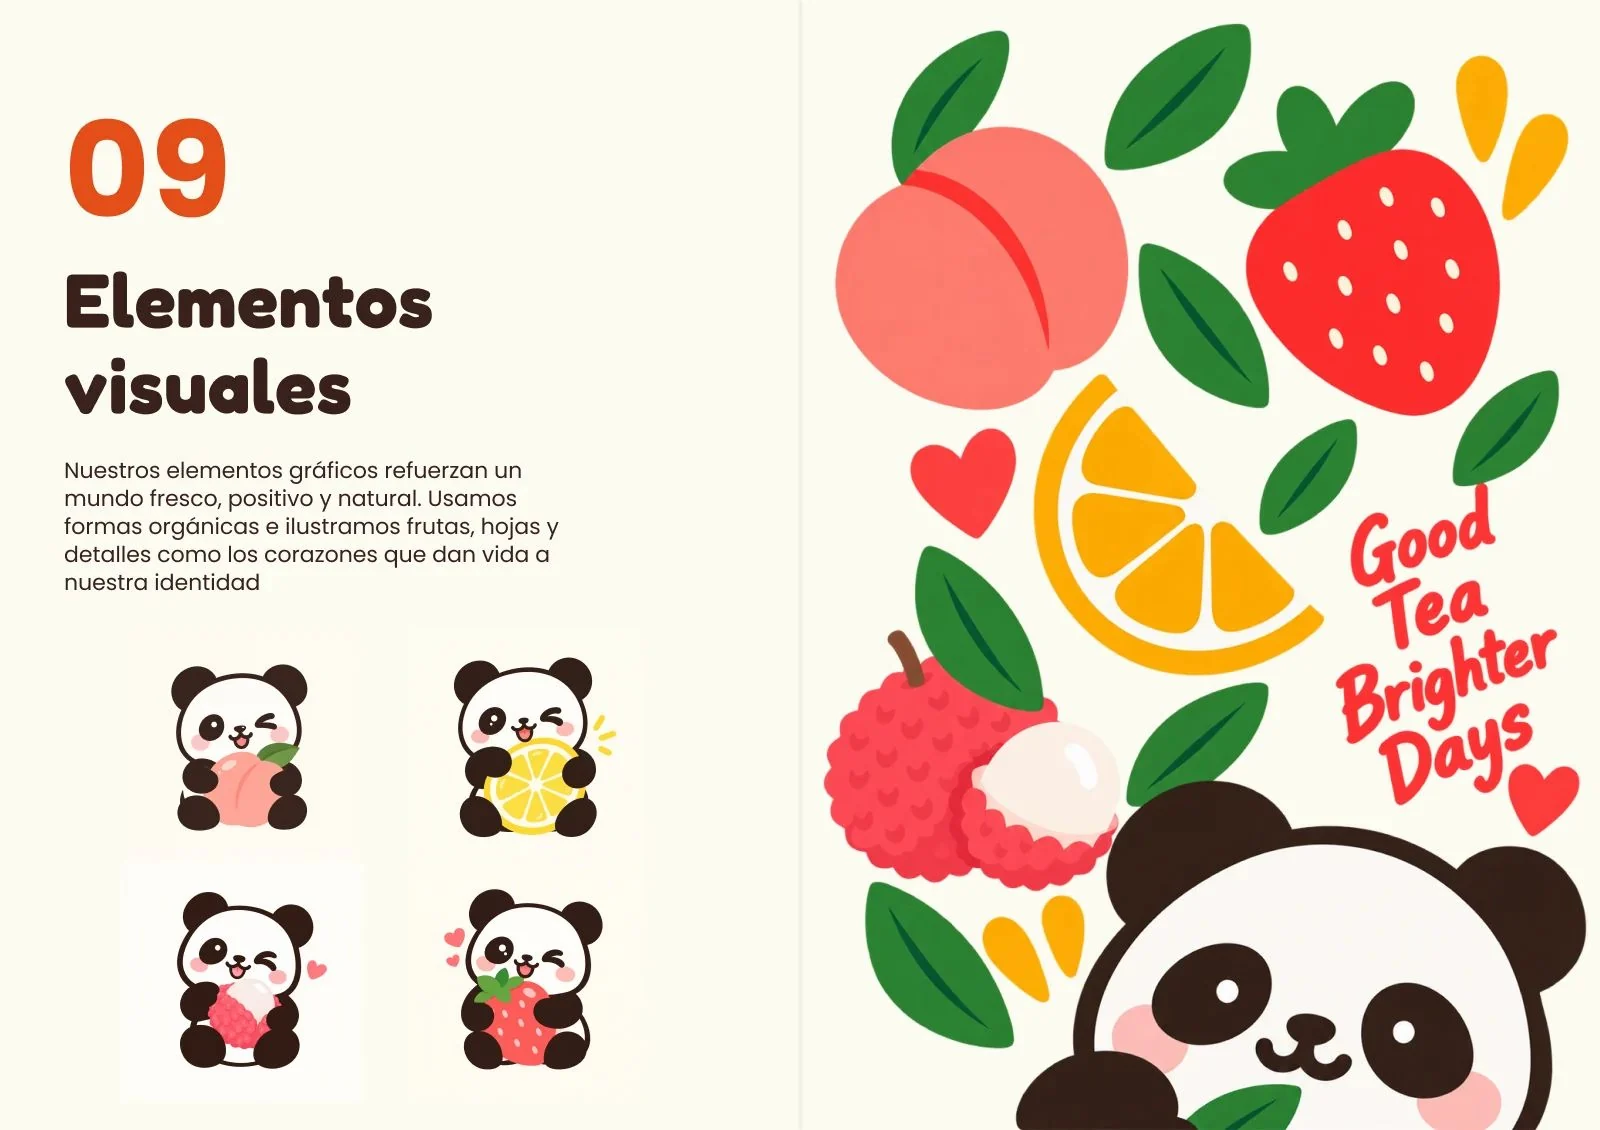 09
Elementos
visuales
Nuestros elementos gráficos refuerzan un
mundo fresco, positivo y natural. Usamos
formas orgánicas e ilustramos frutas, hojas y
detalles como los corazones que dan vida a
nuestra identidad
Good
Tea
Brighter
Days